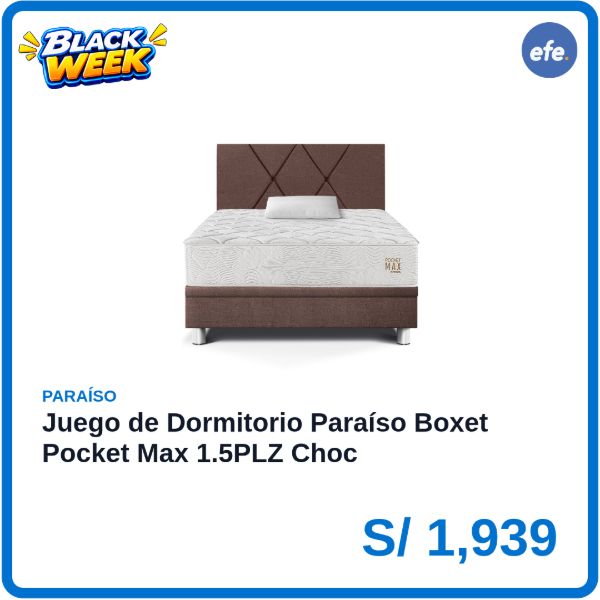 BLACK
WEEK
efe.
POCKET
MAX
PARAÍSO
Juego de Dormitorio Paraíso Boxet
Pocket Max 1.5PLZ Choc
S/ 1,939